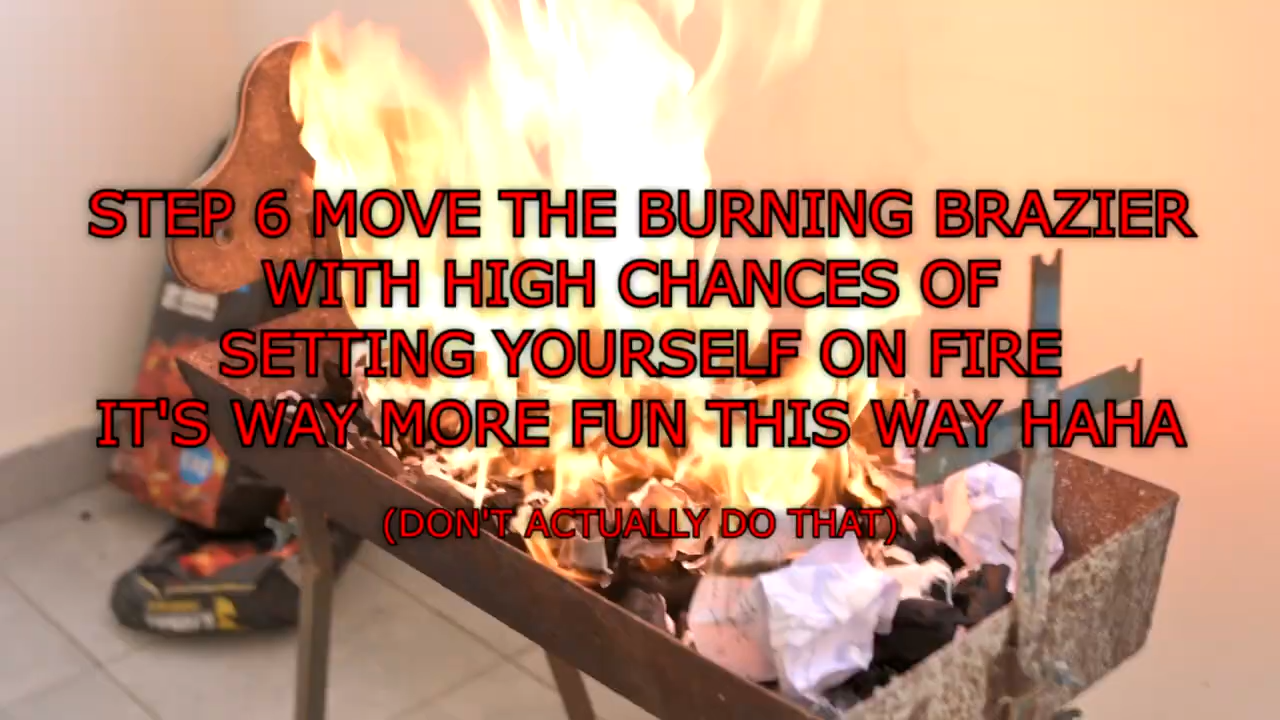 STEP 6 MOVE THE BURNING BRAZIER
WITH HIGH CHANCES OF
SETTING YOURSELF ON FIRE
IT'S WAY MORE FUN THIS WAY HAHA
(DON'T ACTUALLY DO THAT)